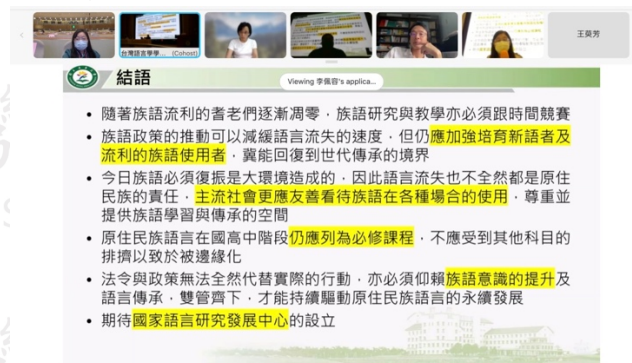 台灣語言學學... (Cohost)
王昱芳
結語
Viewing 李佩容's applica...
• 隨著族語流利的耆老們逐漸凋零，族語研究與教學亦必須跟時間競賽
• 族語政策的推動可以減緩語言流失的速度，但仍應加強培育新語者及
流利的族語使用者，冀能回復到世代傳承的境界
• 今日族語必須復振是大環境造成的，因此語言流失也不全然都是原住
民族的責任，主流社會更應友善看待族語在各種場合的使用，尊重並
提供族語學習與傳承的空間
• 原住民族語言在國高中階段仍應列為必修課程，不應受到其他科目的
排擠以致於被邊緣化
• 法令與政策無法全然代替實際的行動，亦必須仰賴族語意識的提升及
語言傳承，雙管齊下，才能持續驅動原住民族語言的永續發展
• 期待國家語言研究發展中心的設立